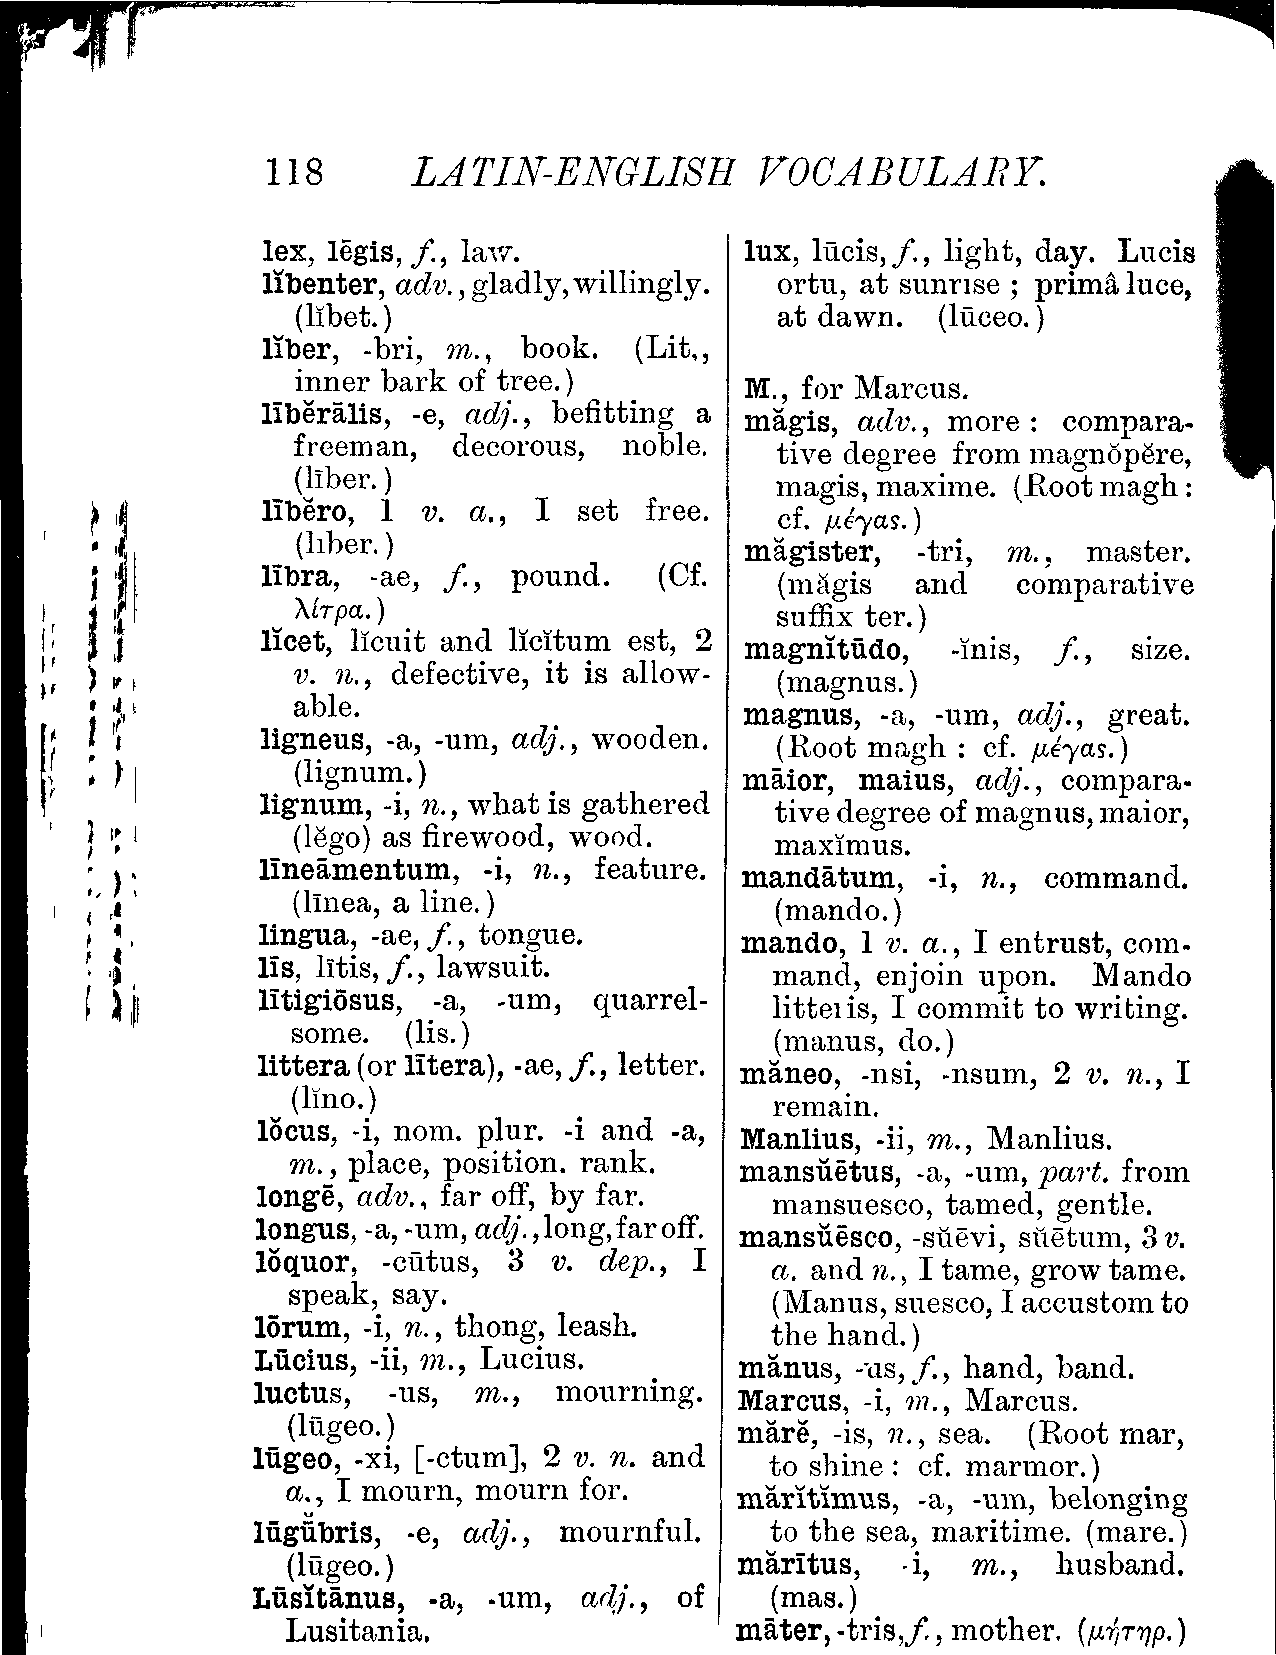 118 LATIN-ENGLISH VOCABULARY.
lex, lēgis, f., law.
lĭbenter, adv., gladly, willingly.
(lĭbet.)
lĭber, -bri, m., book. (Lit.,
inner bark of tree.)
lībĕrālis, -e, adj., befitting a
freeman, decorous, noble.
(līber.)
lībĕro, 1 v. a., I set free.
(lıber.)
lībra, -ae, f., pound. (Cf.
λίτρα.)
lĭcet, lĭcuit and lĭcĭtum est, 2
v. n., defective, it is allow-
able.
ligneus, -a, -um, adj., wooden.
(lignum.)
lignum, -i, n., what is gathered
(lĕgo) as firewood, wood.
līneāmentum, -i, n., feature.
(līnea, a line.)
lingua, -ae, f., tongue.
līs, lītis, f., lawsuit.
lītigiōsus, -a, -um, quarrel-
some. (lis.)
littera (or lītera), -ae, f., letter.
(lĭno.)
lŏcus, -i, nom. plur. -i and -a,
m., place, position. rank.
longē, adv., far off, by far.
longus, -a, -um, adj., long, far off.
lŏquor, -cūtus, 3 v. dep., I
speak, say.
lōrum, -i, n., thong, leash.
Lūcius, -ii, m., Lucius.
luctus, -us, m., mourning.
(lūgeo.)
lūgeo, -xi, [-ctum], 2 v. n. and
a., I mourn, mourn for.
lūgŭbris, -e, adj., mournful.
(lūgeo.)
Lūsĭtānus, -a, -um, adj., of
Lusitania.
lux, lūcis, f., light, day. Lucis
ortu, at sunrıse ; primâ luce,
at dawn. (lūceo.)
M., for Marcus.
măgis, adv., more : compara-
tive degree from magnŏpĕre,
magis, maxime. (Root magh :
cf. μέγας.)
măgister, -tri, m., master.
(măgis and comparative
suffix ter.)
magnĭtūdo, -ĭnis, f., size.
(magnus.)
magnus, -a, -um, adj., great.
(Root magh : cf. μέγας.)
māior, maius, adj., compara-
tive degree of magnus, maior,
maxĭmus.
mandātum, -i, n., command.
(mando.)
mando, 1 v. a., I entrust, com-
mand, enjoin upon. Mando
litteris, I commit to writing.
(manus, do.)
măneo, -nsi, -nsum, 2 v. n., I
remain.
Manlius, -ii, m., Manlius.
mansŭētus, -a, -um, part. from
mansuesco, tamed, gentle.
mansŭēsco, -sŭēvi, sŭētum, 3 v.
a. and n., I tame, grow tame.
(Manus, suesco, I accustom to
the hand.)
mănus, -us, f., hand, band.
Marcus, -i, m., Marcus.
mărĕ, -is, n., sea. (Root mar,
to shine : cf. marmor.)
mărĭtĭmus, -a, -um, belonging
to the sea, maritime. (mare.)
mărītus, -i, m., husband.
(mas.)
māter, -tris, f., mother. (μήτηρ.)